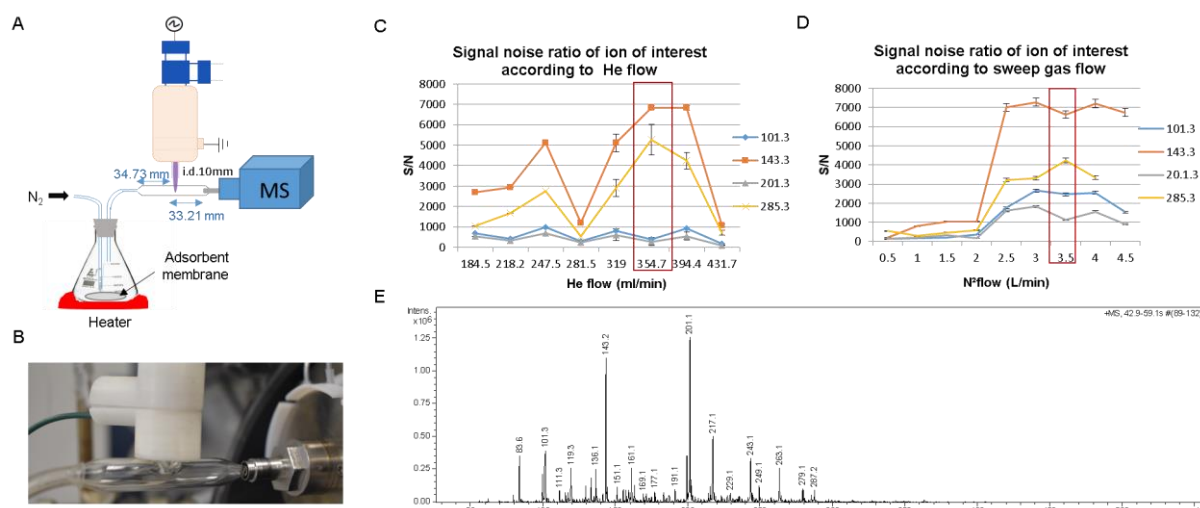 A
34.73 mm
i.d.10mm
MS
N2
33.21 mm
Adsorbent
membrane
Heater
B
C
Signal noise ratio of ion of interest
according to He flow
8000
7000
6000
5000
4000
3000
2000
1000
0
S/N
184.5 218.2 247.5 281.5 319 354.7 394.4 431.7
He flow (ml/min)
101.3
143.3
201.3
285.3
D
Signal noise ratio of ion of interest
according to sweep gas flow
8000
7000
6000
5000
4000
3000
2000
1000
0
S/N
0.5 1 1.5 2 2.5 3 3.5 4 4.5
N²flow (L/min)
101.3
143.3
20.1.3
285.3
E
Intens.
x10⁶
1.25
1.00
0.75
0.50
0.25
0.00
+MS, 42.9-59.1s #(89-132)
83.6
101.3
111.3
119.3
136.1
143.2
151.1
161.1
169.1
177.1
191.1
201.1
217.1
229.1
243.1
249.1
263.1
279.1
287.2